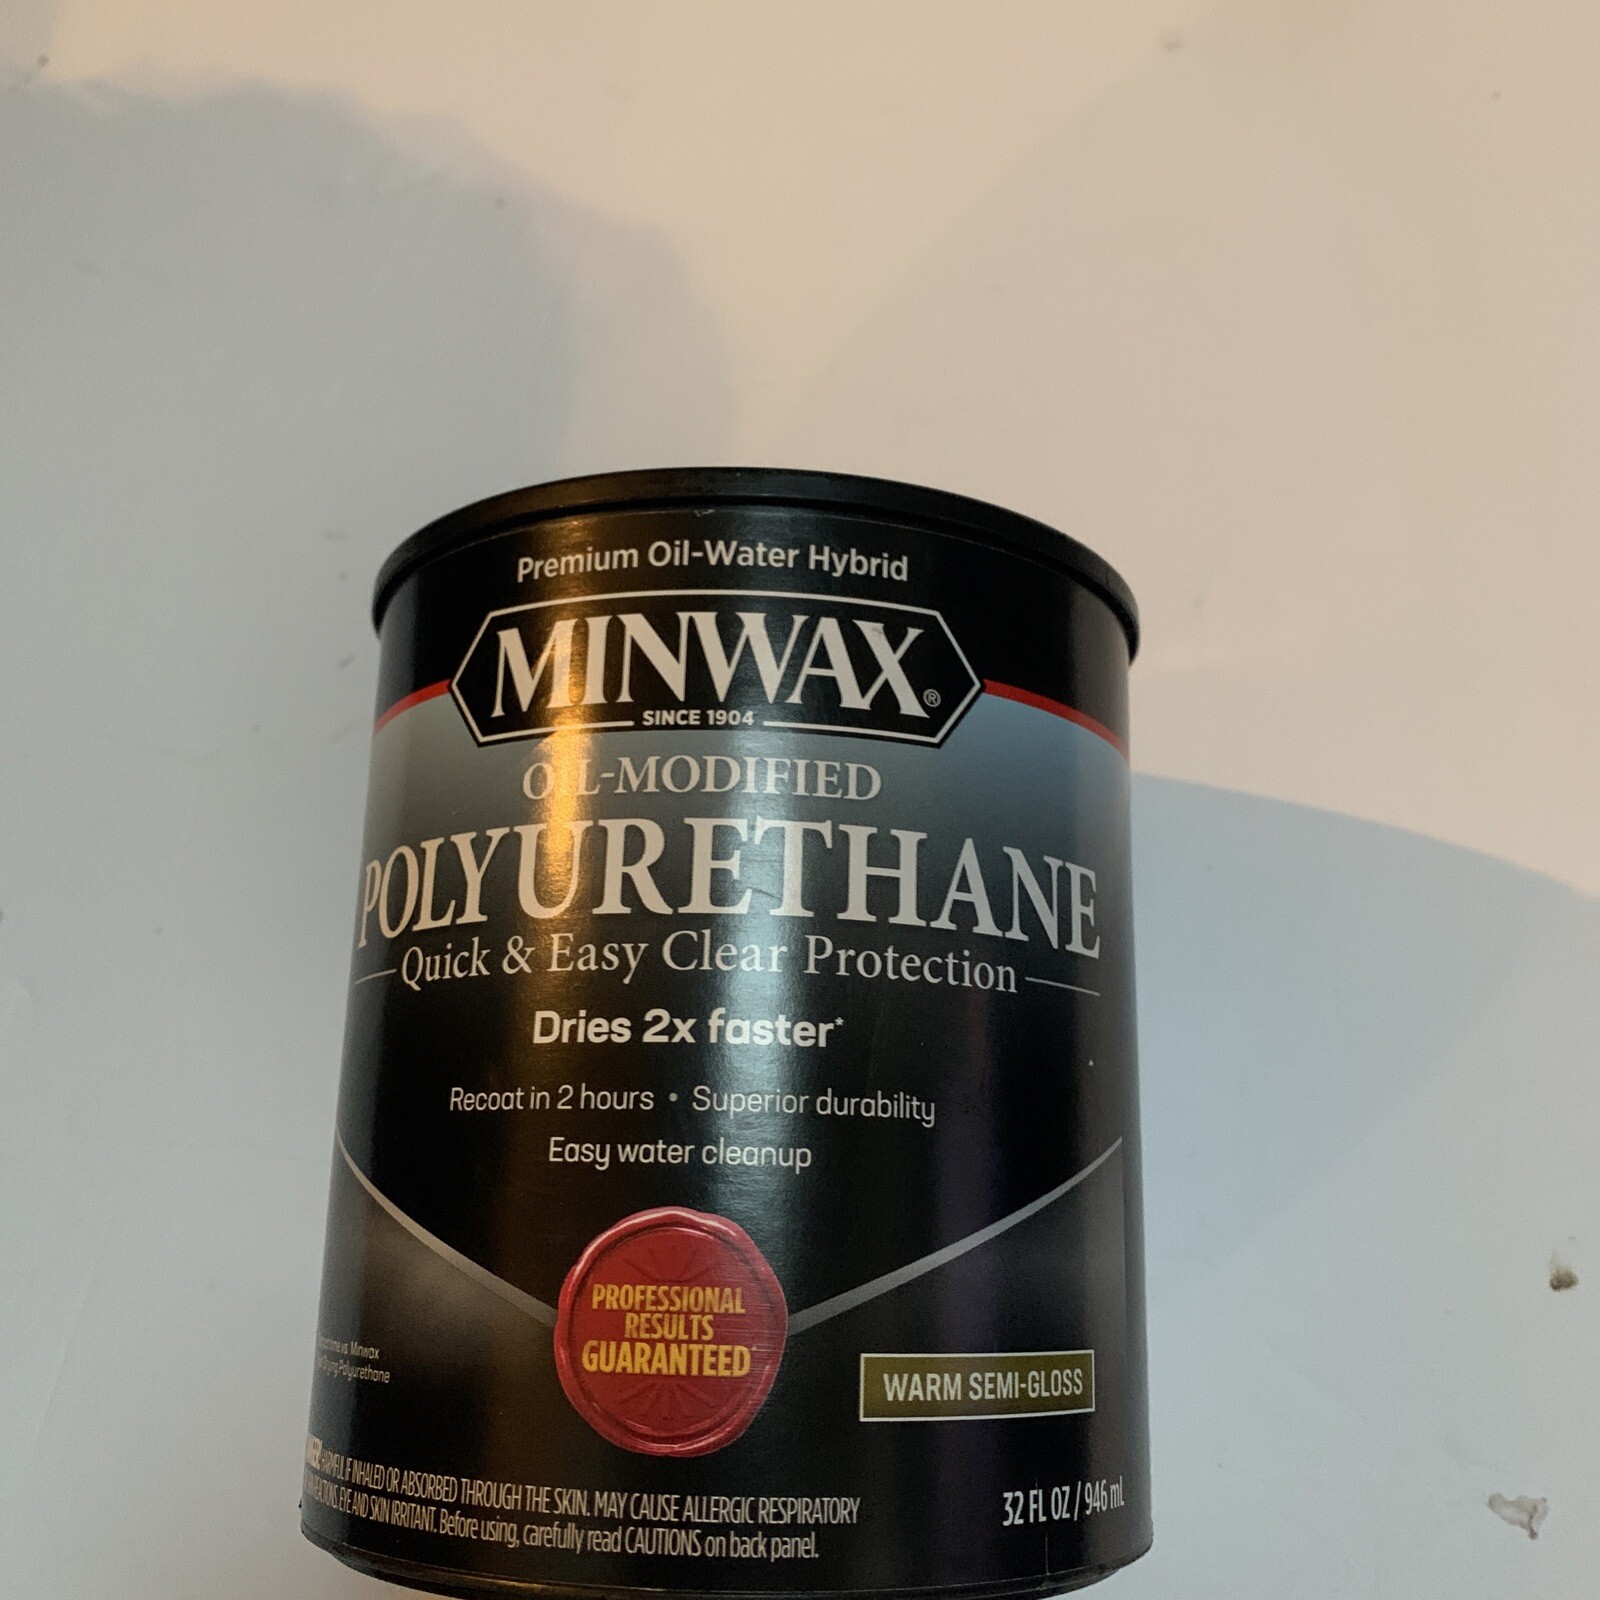 Premium Oil-Water Hybrid
MINWAX®
SINCE 1904
OIL-MODIFIED
POLYURETHANE
Quick & Easy Clear Protection
Dries 2x faster*
Recoat in 2 hours • Superior durability
Easy water cleanup
PROFESSIONAL
RESULTS
GUARANTEED
vs Minwax
Polyurethane
WARM SEMI-GLOSS
HARMFUL IF INHALED OR ABSORBED THROUGH THE SKIN. MAY CAUSE ALLERGIC RESPIRATORY
EYE AND SKIN IRRITANT. Before using, carefully read CAUTIONS on back panel.
32 FL OZ / 946 mL